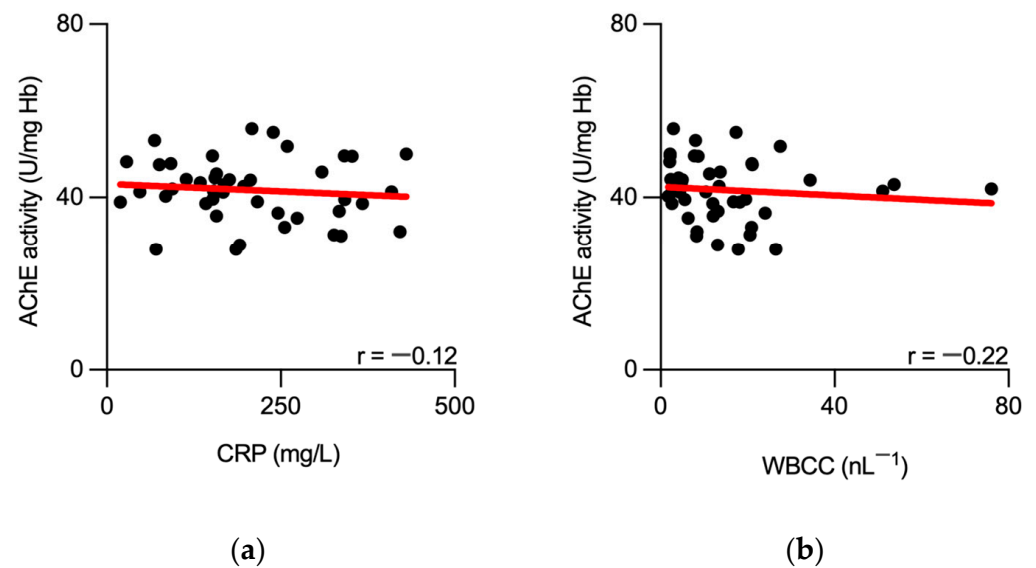 80
40
0
AChE activity (U/mg Hb)
r = −0.12
0 250 500
CRP (mg/L)
(a)
80
40
0
AChE activity (U/mg Hb)
r = −0.22
0 40 80
WBCC (nL⁻¹)
(b)